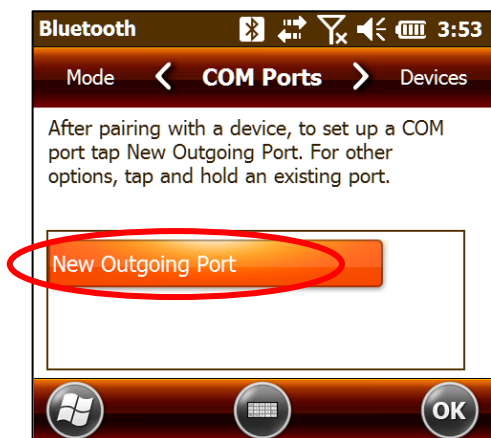 Bluetooth 3:53
Mode COM Ports Devices
After pairing with a device, to set up a COM
port tap New Outgoing Port. For other
options, tap and hold an existing port.
New Outgoing Port
OK